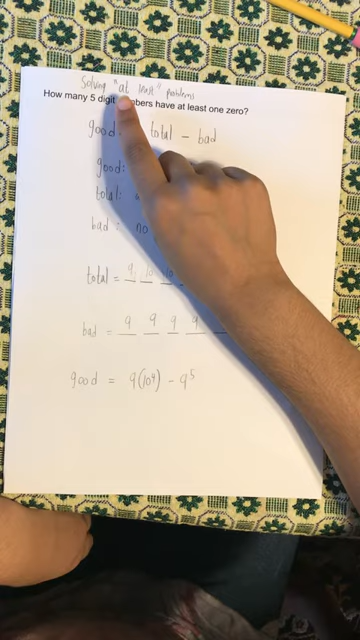 Solving "at least" problems
How many 5 digit numbers have at least one zero?
good: total - bad
good:
total:
bad: no
total = 9 10 10
bad = 9 9 9 9
good = 9(10⁴) - 9⁵